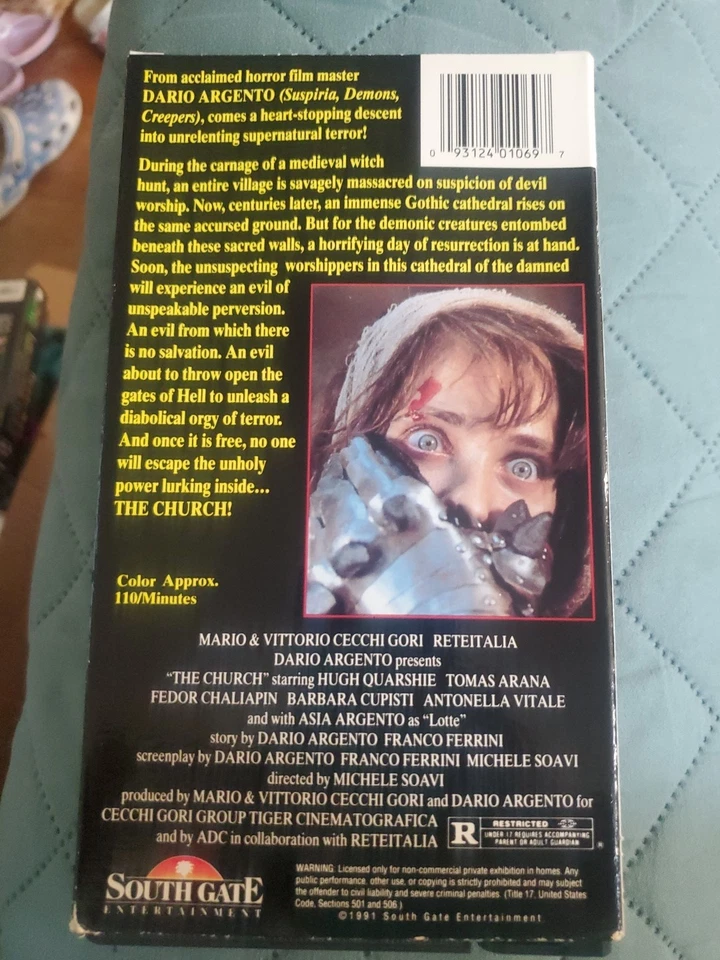 From acclaimed horror film master
DARIO ARGENTO (Suspiria, Demons,
Creepers), comes a heart-stopping descent
into unrelenting supernatural terror!
0 93124 01069 7
During the carnage of a medieval witch
hunt, an entire village is savagely massacred on suspicion of devil
worship. Now, centuries later, an immense Gothic cathedral rises on
the same accursed ground. But for the demonic creatures entombed
beneath these sacred walls, a horrifying day of resurrection is at hand.
Soon, the unsuspecting worshippers in this cathedral of the damned
will experience an evil of
unspeakable perversion.
An evil from which there
is no salvation. An evil
about to throw open the
gates of Hell to unleash a
diabolical orgy of terror.
And once it is free, no one
will escape the unholy
power lurking inside...
THE CHURCH!
Color Approx.
110/Minutes
MARIO & VITTORIO CECCHI GORI RETEITALIA
DARIO ARGENTO presents
"THE CHURCH" starring HUGH QUARSHIE TOMAS ARANA
FEDOR CHALIAPIN BARBARA CUPISTI ANTONELLA VITALE
and with ASIA ARGENTO as "Lotte"
story by DARIO ARGENTO FRANCO FERRINI
screenplay by DARIO ARGENTO FRANCO FERRINI MICHELE SOAVI
directed by MICHELE SOAVI
produced by MARIO & VITTORIO CECCHI GORI and DARIO ARGENTO for
CECCHI GORI GROUP TIGER CINEMATOGRAFICA
and by ADC in collaboration with RETEITALIA
R RESTRICTED
UNDER 17 REQUIRES ACCOMPANYING
PARENT OR ADULT GUARDIAN
SOUTH GATE
ENTERTAINMENT
WARNING: Licensed only for non-commercial private exhibition in homes. Any
public performance, other use, or copying is strictly prohibited and may subject
the offender to civil liability and severe criminal penalties. (Title 17, United States
Code, Sections 501 and 506.)
©1991 South Gate Entertainment